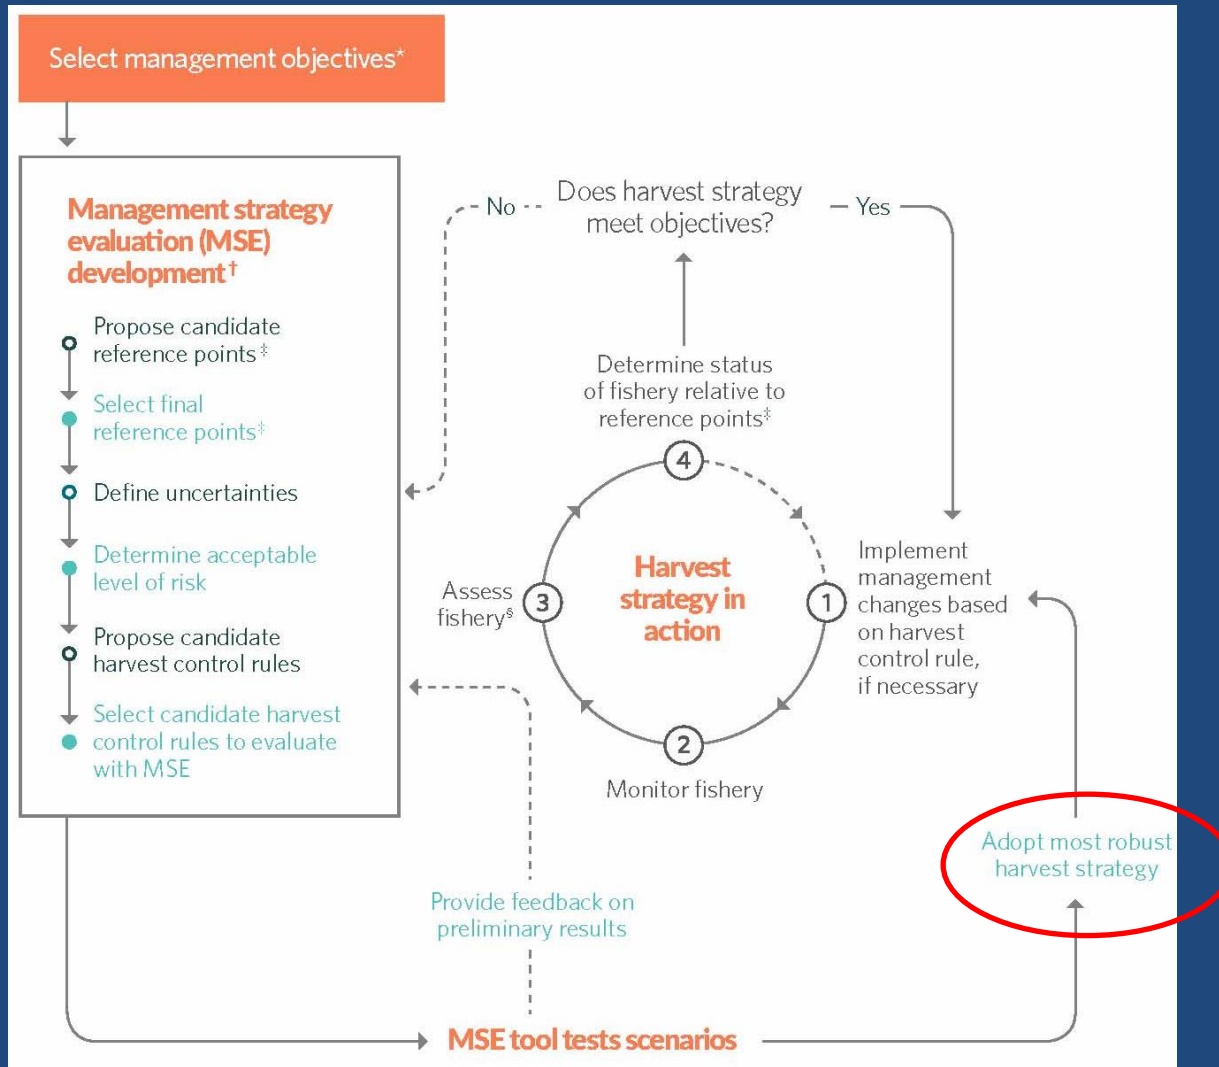 Select management objectives*
Management strategy
evaluation (MSE)
development†
Propose candidate
reference points‡
Select final
reference points‡
Define uncertainties
Determine acceptable
level of risk
Propose candidate
harvest control rules
Select candidate harvest
control rules to evaluate
with MSE
No
Does harvest strategy
meet objectives?
Yes
Determine status
of fishery relative to
reference points‡
4
Harvest
strategy in
action
Assess
fishery§
3
1
Implement
management
changes based
on harvest
control rule,
if necessary
2
Monitor fishery
Adopt most robust
harvest strategy
Provide feedback on
preliminary results
MSE tool tests scenarios